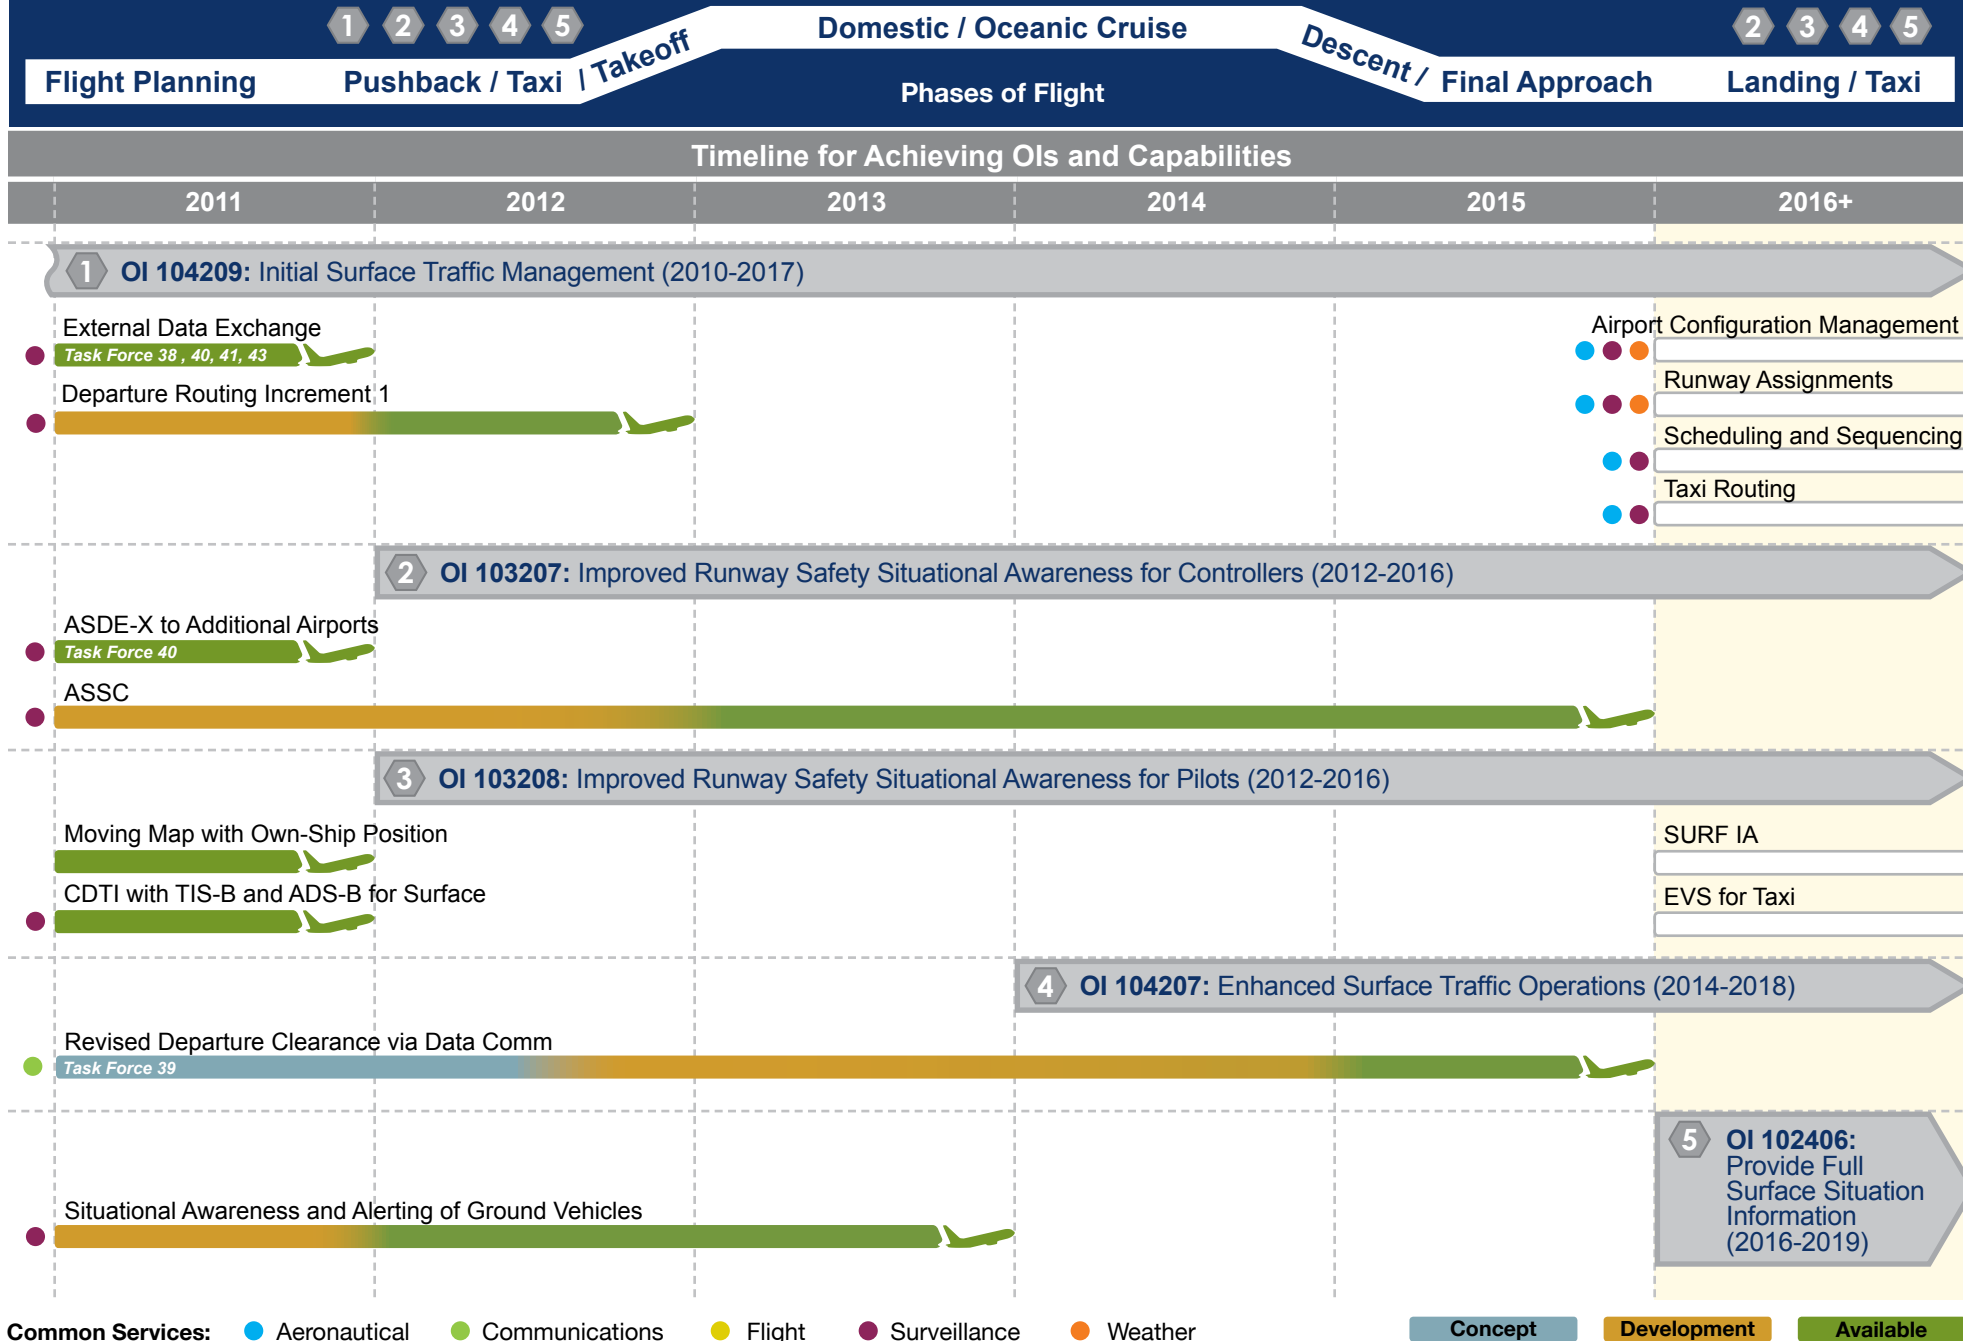 1 2 3 4 5
2 3 4 5
Flight Planning
Pushback / Taxi / Takeoff
Domestic / Oceanic Cruise
Descent / Final Approach
Landing / Taxi
Phases of Flight
Timeline for Achieving OIs and Capabilities
2011 2012 2013 2014 2015 2016+
1 OI 104209: Initial Surface Traffic Management (2010-2017)
External Data Exchange
Task Force 38 , 40, 41, 43
Departure Routing Increment 1
Airport Configuration Management
Runway Assignments
Scheduling and Sequencing
Taxi Routing
2 OI 103207: Improved Runway Safety Situational Awareness for Controllers (2012-2016)
ASDE-X to Additional Airports
Task Force 40
ASSC
3 OI 103208: Improved Runway Safety Situational Awareness for Pilots (2012-2016)
Moving Map with Own-Ship Position
SURF IA
CDTI with TIS-B and ADS-B for Surface
EVS for Taxi
4 OI 104207: Enhanced Surface Traffic Operations (2014-2018)
Revised Departure Clearance via Data Comm
Task Force 39
5 OI 102406:
Provide Full
Surface Situation
Information
(2016-2019)
Situational Awareness and Alerting of Ground Vehicles
Common Services: Aeronautical Communications Flight Surveillance Weather Concept Development Available